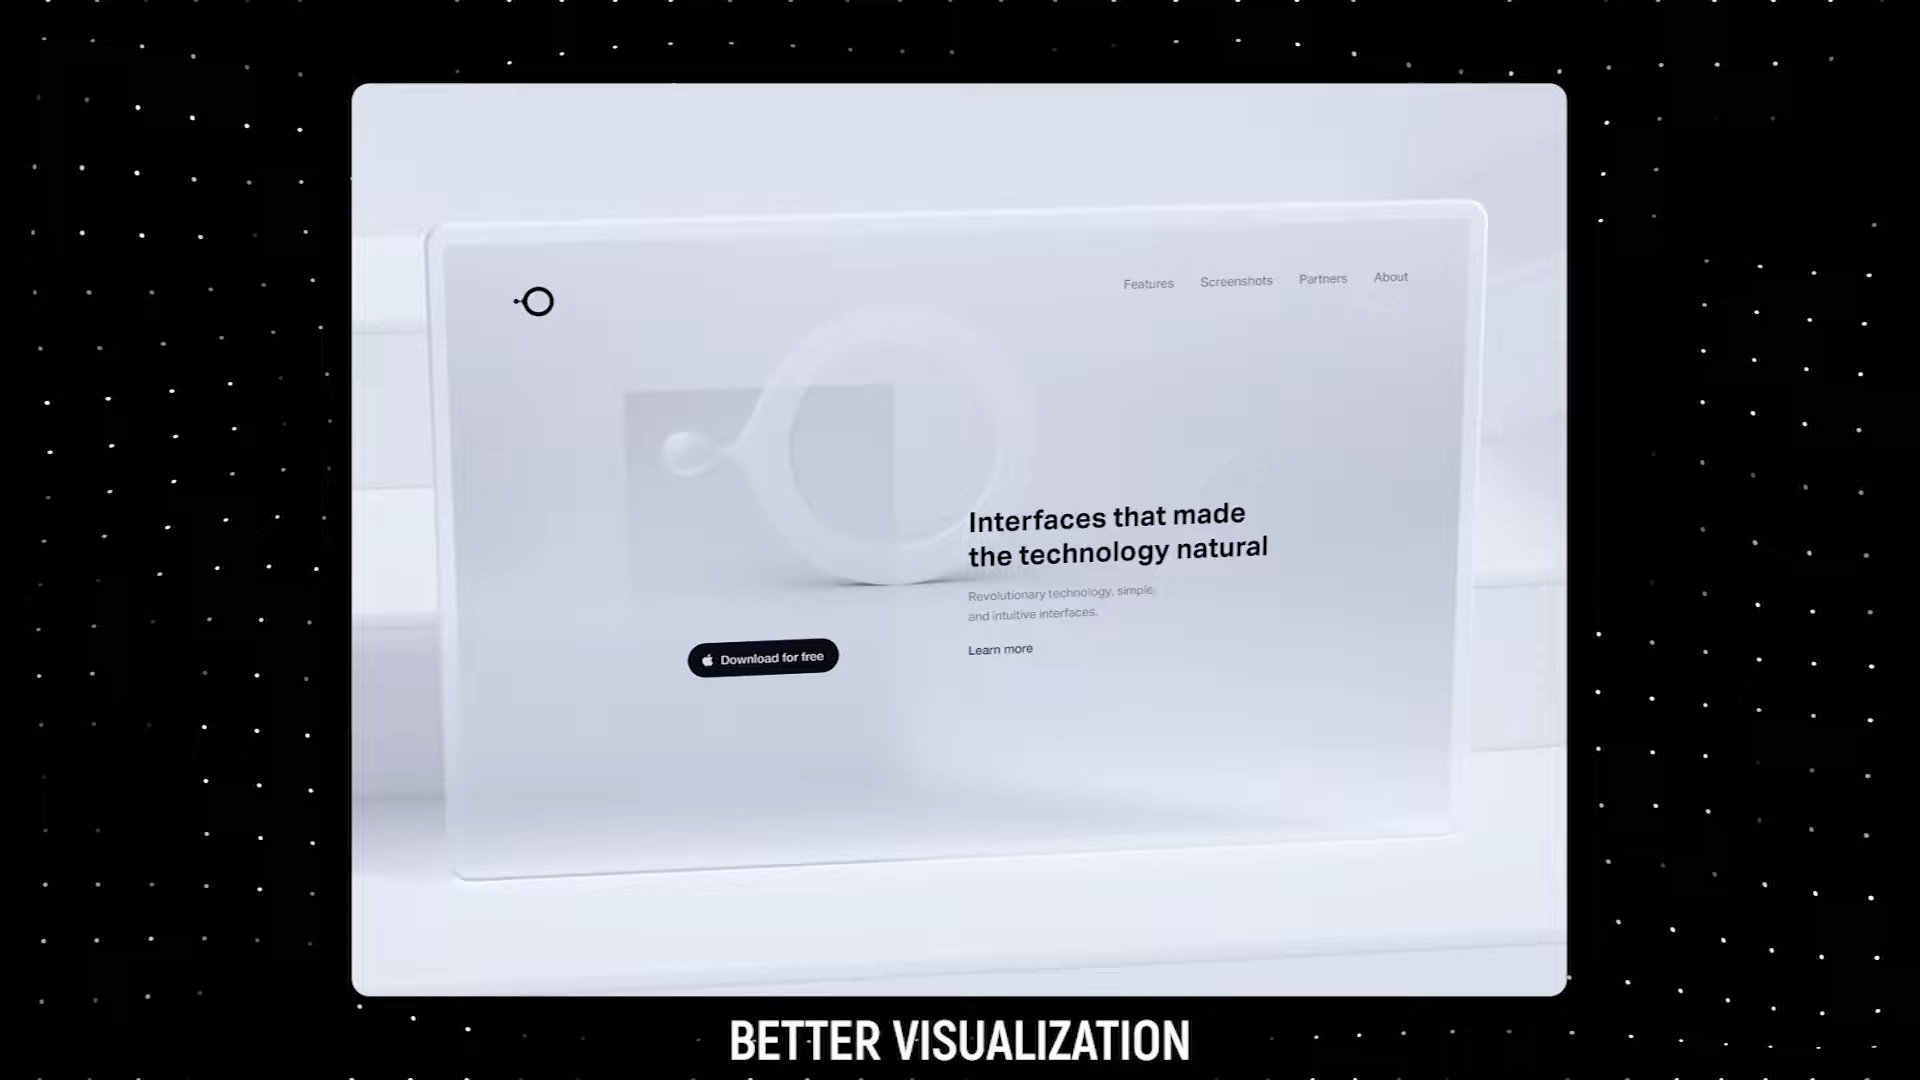 Features Screenshots Partners About
Interfaces that made
the technology natural
Revolutionary technology, simple
and intuitive interfaces.
Learn more
Download for free
BETTER VISUALIZATION